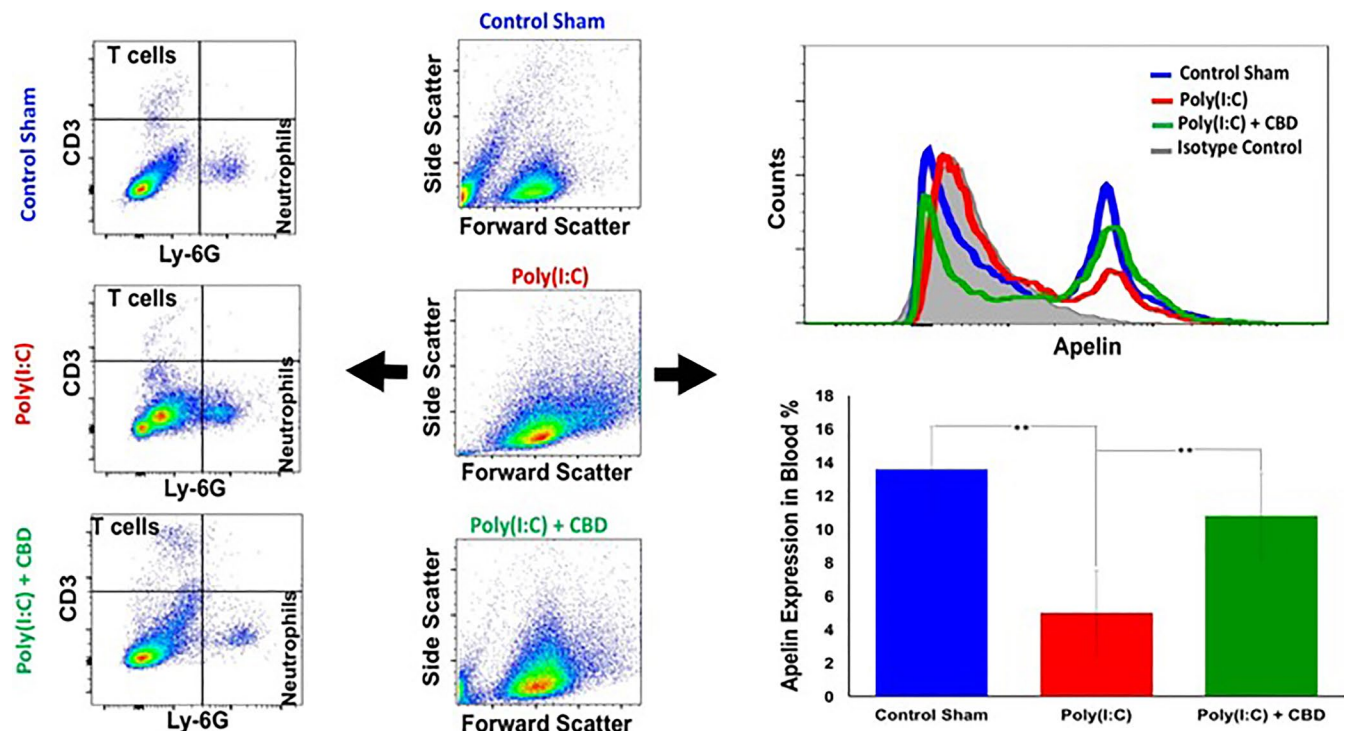 Control Sham
T cells
CD3
Neutrophils
Ly-6G
Control Sham
Side Scatter
Forward Scatter
Poly(I:C)
T cells
CD3
Neutrophils
Ly-6G
Poly(I:C)
Side Scatter
Forward Scatter
Poly(I:C) + CBD
T cells
CD3
Neutrophils
Ly-6G
Poly(I:C) + CBD
Side Scatter
Forward Scatter
Counts
Control Sham
Poly(I:C)
Poly(I:C) + CBD
Isotype Control
Apelin
Apelin Expression in Blood %
18
16
14
12
10
8
6
4
2
0
**
**
Control Sham
Poly(I:C)
Poly(I:C) + CBD